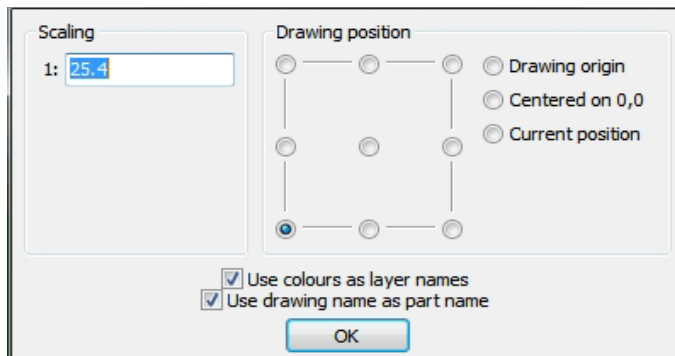 Scaling
1: 25.4
Drawing position
Drawing origin
Centered on 0,0
Current position
Use colours as layer names
Use drawing name as part name
OK